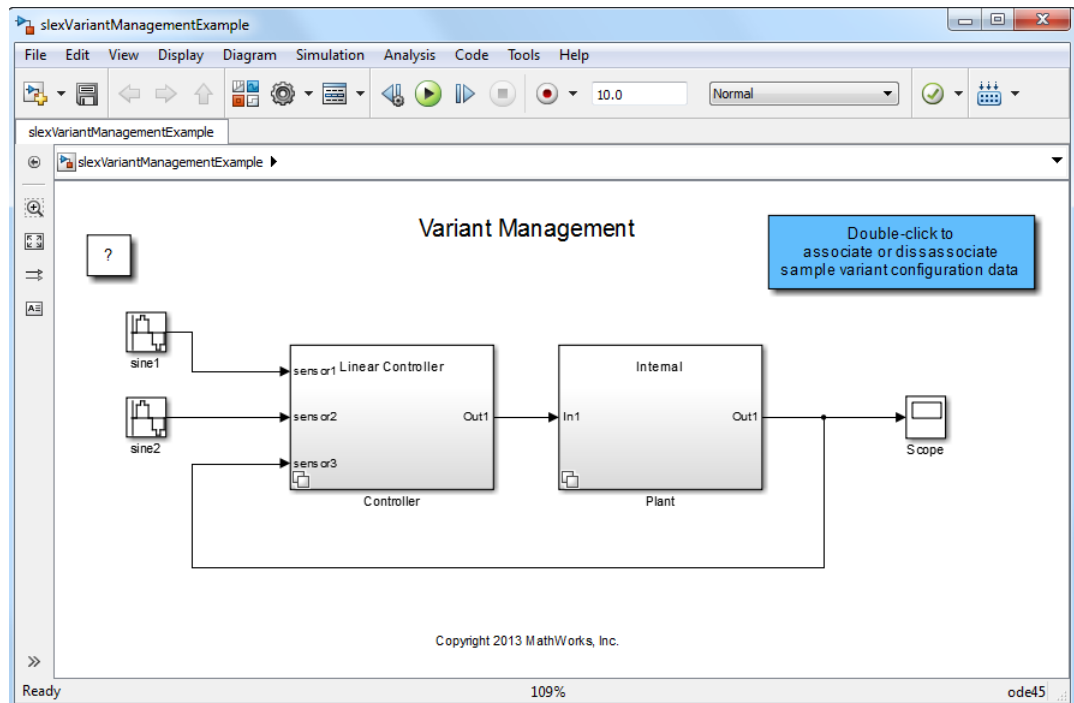 slexVariantManagementExample
File Edit View Display Diagram Simulation Analysis Code Tools Help
10.0 Normal
slexVariantManagementExample
slexVariantManagementExample
Variant Management
Double-click to
associate or dissassociate
sample variant configuration data
?
sine1
sensor1 Linear Controller
Internal
sensor2 Out1
In1 Out1
sine2
Scope
sensor3
Controller
Plant
Copyright 2013 MathWorks, Inc.
Ready 109% ode45